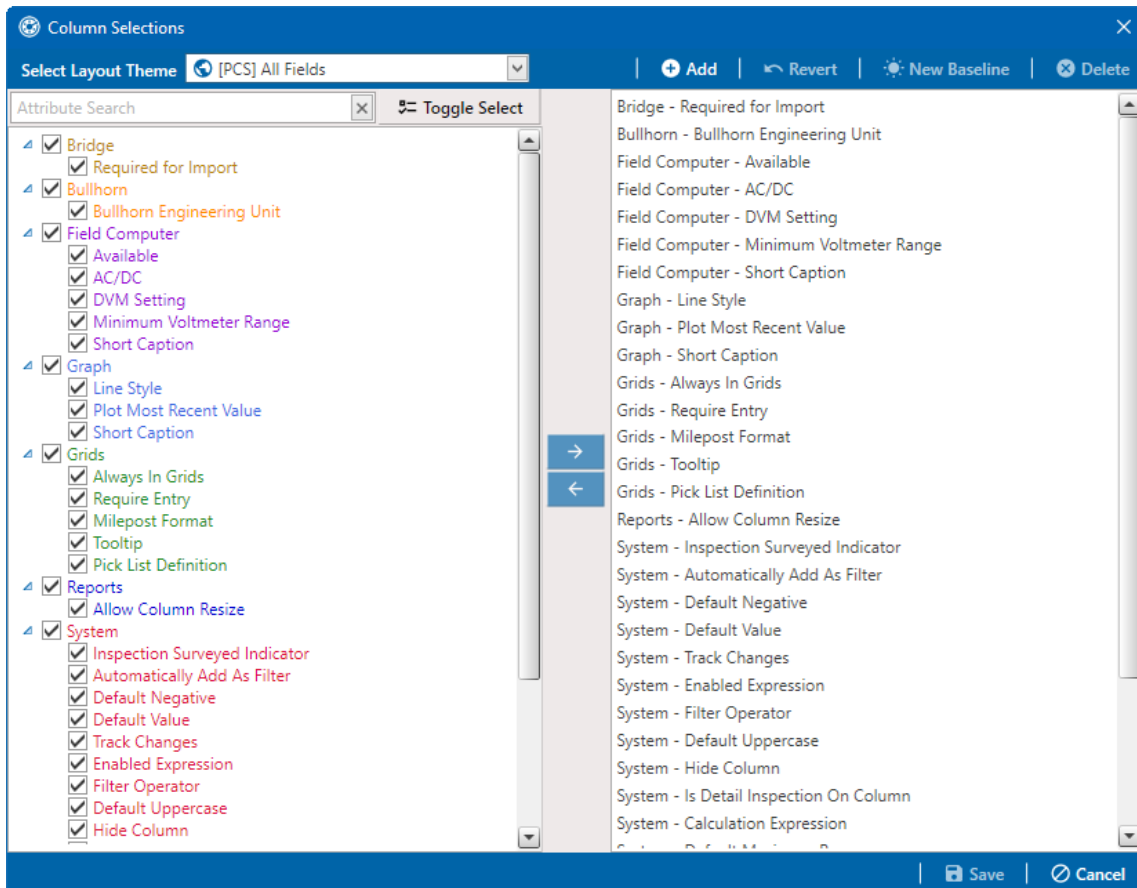 Column Selections
Select Layout Theme [PCS] All Fields
Add Revert New Baseline Delete
Attribute Search Toggle Select
Bridge
Required for Import
Bullhorn
Bullhorn Engineering Unit
Field Computer
Available
AC/DC
DVM Setting
Minimum Voltmeter Range
Short Caption
Graph
Line Style
Plot Most Recent Value
Short Caption
Grids
Always In Grids
Require Entry
Milepost Format
Tooltip
Pick List Definition
Reports
Allow Column Resize
System
Inspection Surveyed Indicator
Automatically Add As Filter
Default Negative
Default Value
Track Changes
Enabled Expression
Filter Operator
Default Uppercase
Hide Column
Bridge - Required for Import
Bullhorn - Bullhorn Engineering Unit
Field Computer - Available
Field Computer - AC/DC
Field Computer - DVM Setting
Field Computer - Minimum Voltmeter Range
Field Computer - Short Caption
Graph - Line Style
Graph - Plot Most Recent Value
Graph - Short Caption
Grids - Always In Grids
Grids - Require Entry
Grids - Milepost Format
Grids - Tooltip
Grids - Pick List Definition
Reports - Allow Column Resize
System - Inspection Surveyed Indicator
System - Automatically Add As Filter
System - Default Negative
System - Default Value
System - Track Changes
System - Enabled Expression
System - Filter Operator
System - Default Uppercase
System - Hide Column
System - Is Detail Inspection On Column
System - Calculation Expression
Save Cancel